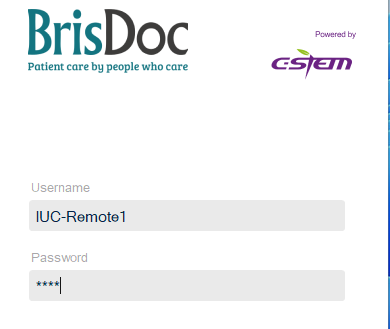 BrisDoc
Patient care by people who care
Powered by
C-STEM
Username
IUC-Remote1
Password
****